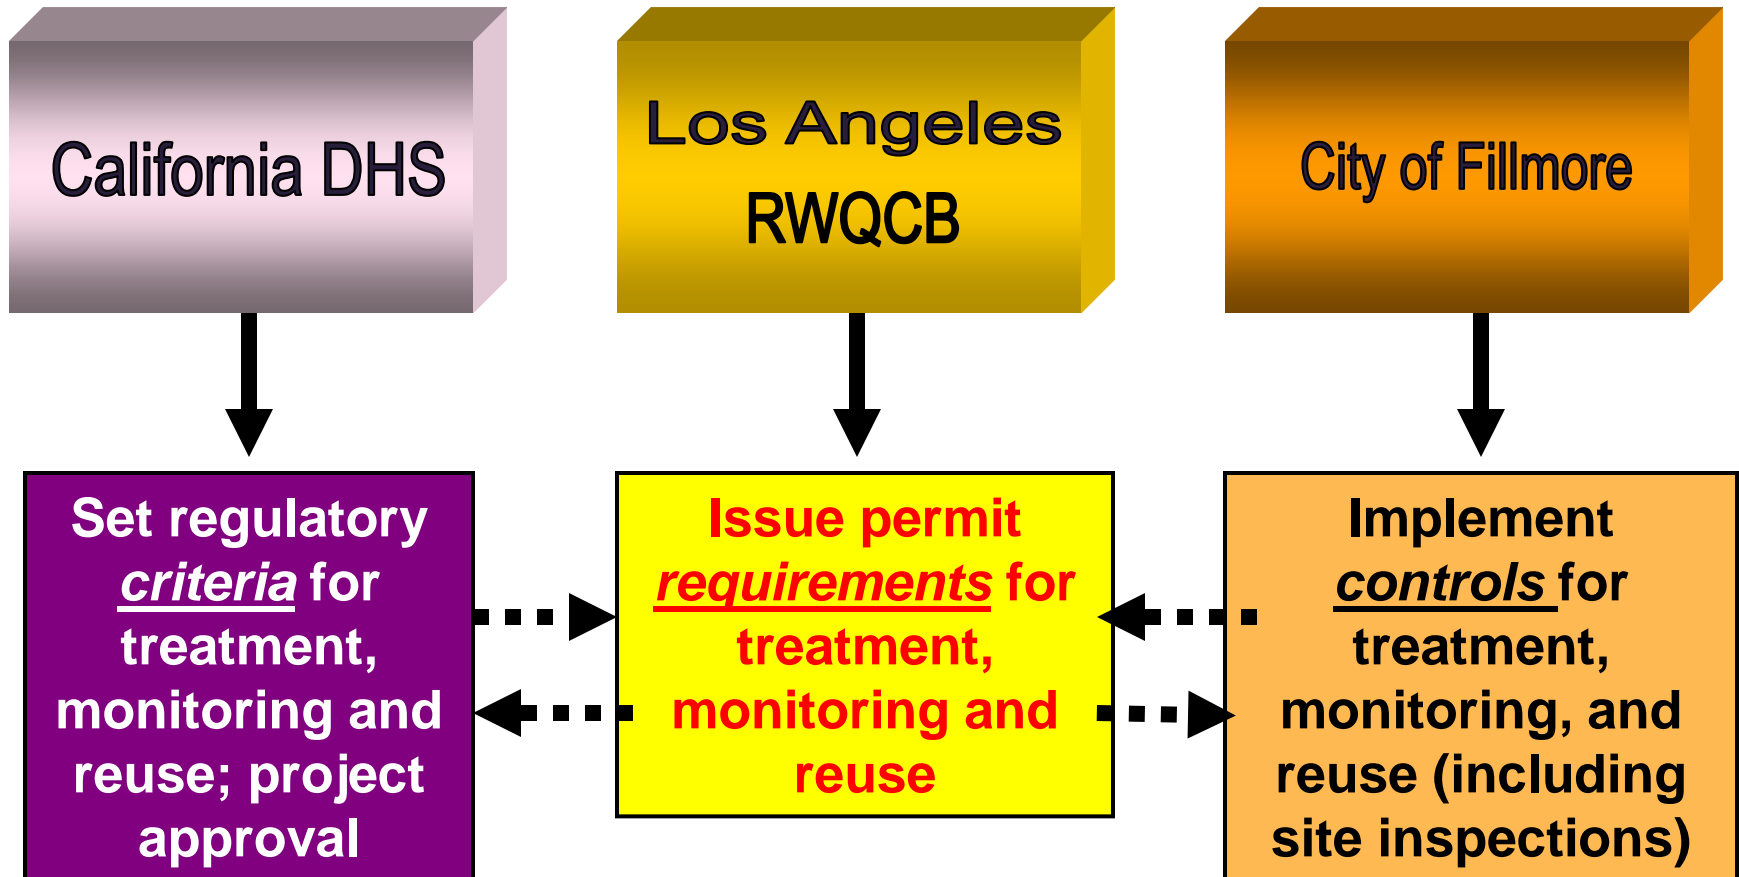 California DHS
Los Angeles
RWQCB
City of Fillmore
Set regulatory
criteria for
treatment,
monitoring and
reuse; project
approval
Issue permit
requirements for
treatment,
monitoring and
reuse
Implement
controls for
treatment,
monitoring, and
reuse (including
site inspections)